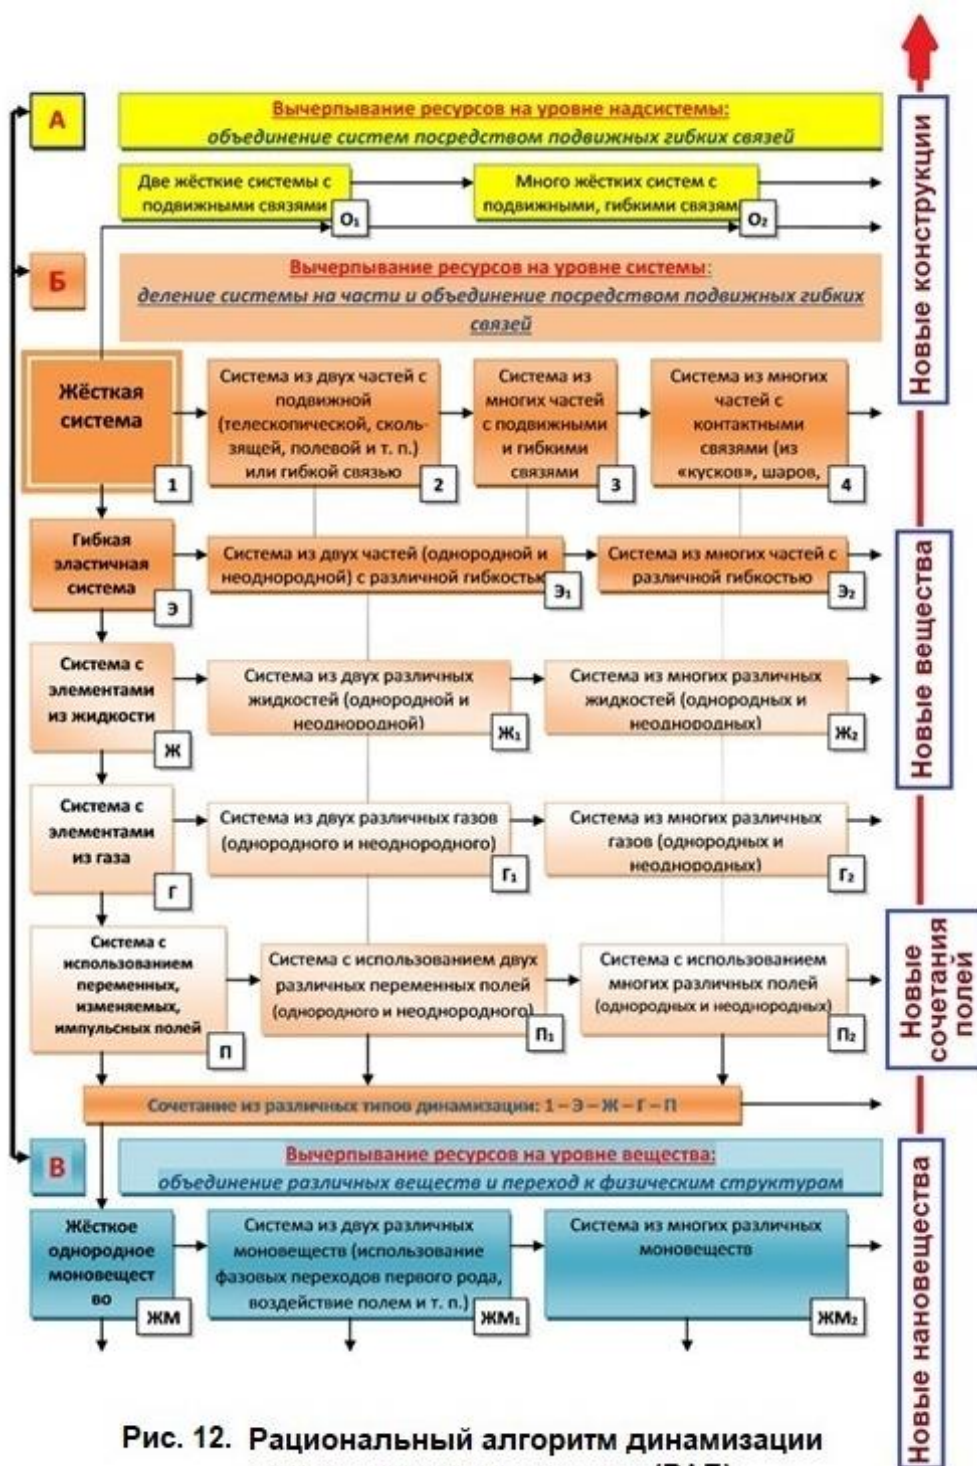 А
Вычерпывание ресурсов на уровне надсистемы:
объединение систем посредством подвижных гибких связей
Две жёсткие системы с
подвижными связями
О₁
Много жёстких систем с
подвижными, гибкими связям
О₂
Б
Вычерпывание ресурсов на уровне системы:
деление системы на части и объединение посредством подвижных гибких
связей
Жёсткая
система
1
Система из двух частей с
подвижной
(телескопической, сколь-
зящей, полевой и т. п.)
или гибкой связью
2
Система из
многих частей
с подвижными
и гибкими
связями
3
Система из многих
частей с
контактными
связями (из
«кусков», шаров,
4
Гибкая
эластичная
система
Э
Система из двух частей (однородной и
неоднородной) с различной гибкостью
Э₁
Система из многих частей с
различной гибкостью
Э₂
Система с
элементами
из жидкости
Ж
Система из двух различных
жидкостей (однородной и
неоднородной)
Ж₁
Система из многих различных
жидкостей (однородных и
неоднородных)
Ж₂
Система с
элементами
из газа
Г
Система из двух различных газов
(однородного и неоднородного)
Г₁
Система из многих различных
газов (однородных и
неоднородных)
Г₂
Система с
использованием
переменных,
изменяемых,
импульсных полей
П
Система с использованием двух
различных переменных полей
(однородного и неоднородного)
П₁
Система с использованием
многих различных полей
(однородных и неоднородных)
П₂
Сочетание из различных типов динамизации: 1 – Э – Ж – Г – П
В
Вычерпывание ресурсов на уровне вещества:
объединение различных веществ и переход к физическим структурам
Жёсткое
однородное
моновещест
во
ЖМ
Система из двух различных
моновеществ (использование
фазовых переходов первого рода,
воздействие полем и т. п.)
ЖМ₁
Система из многих различных
моновеществ
ЖМ₂
Новые конструкции
Новые вещества
Новые
сочетания
полей
Новые нановещества
Рис. 12. Рациональный алгоритм динамизации